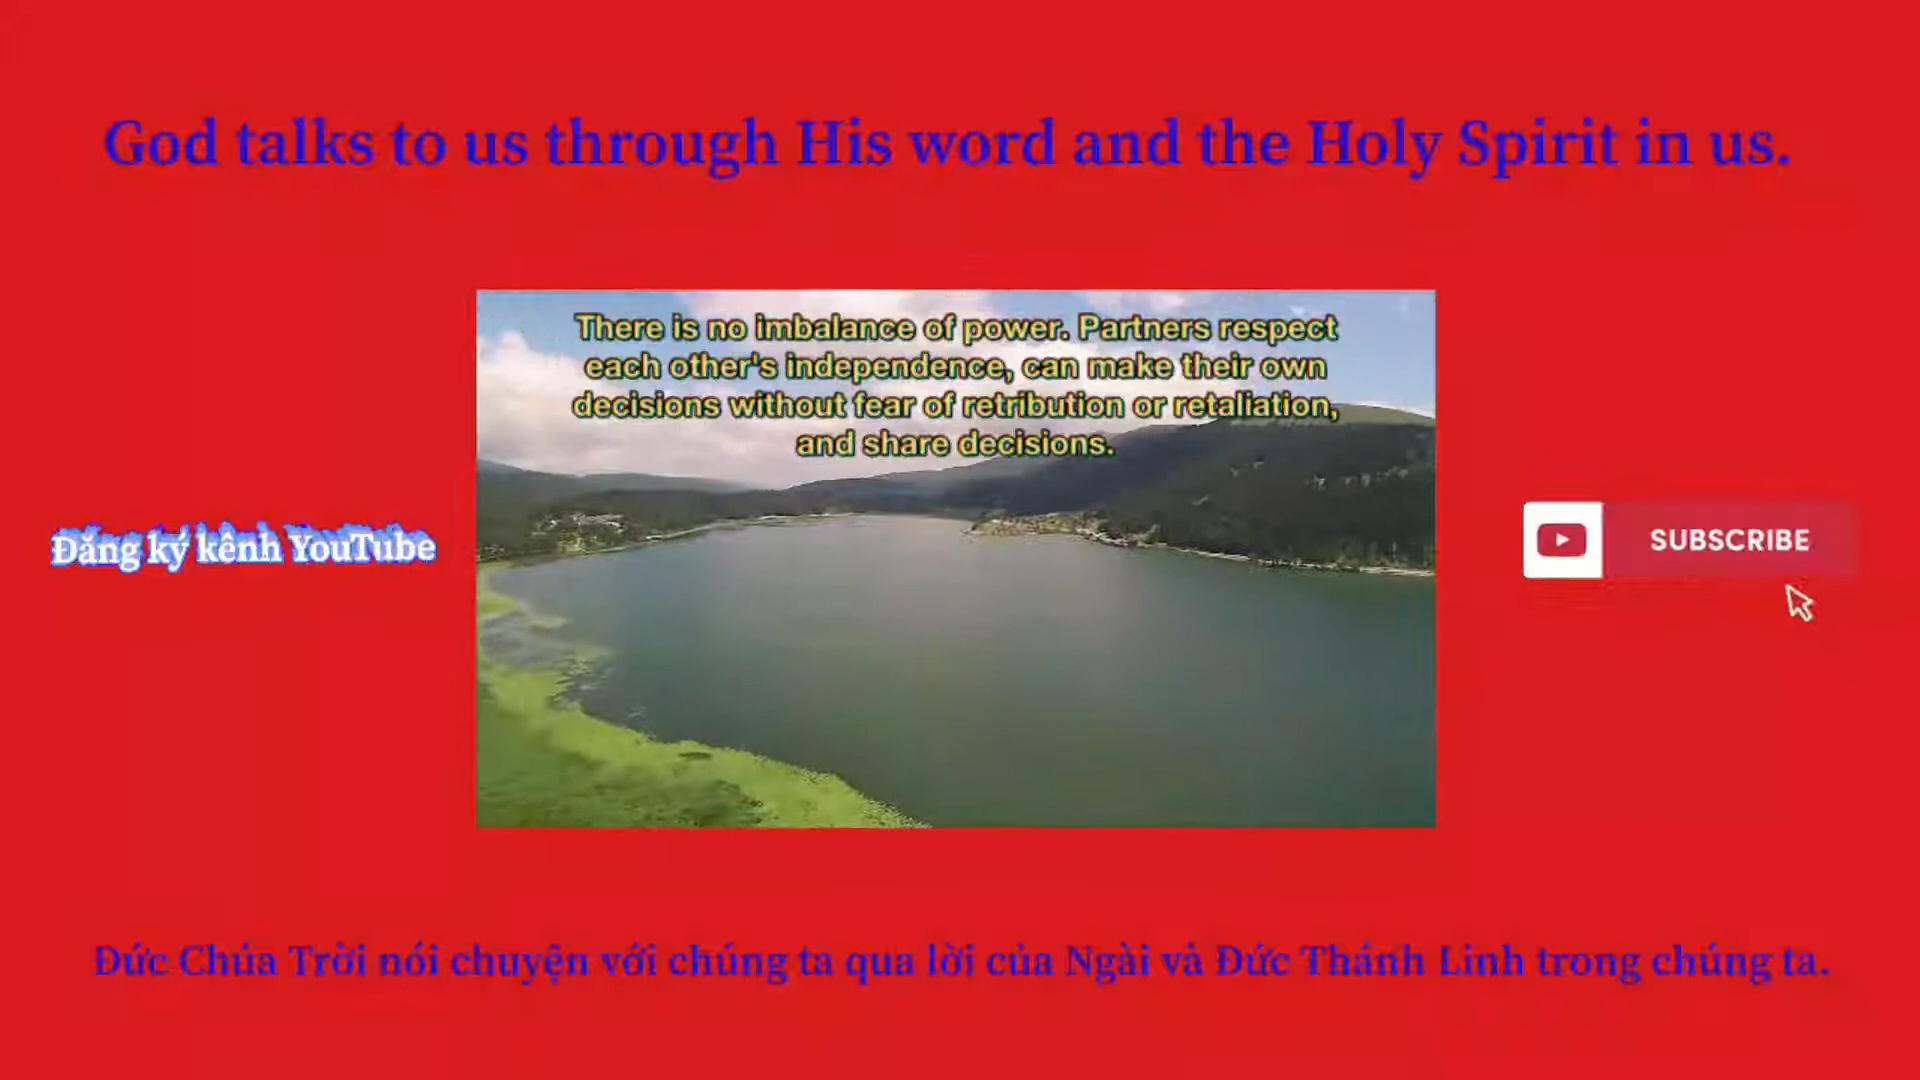 God talks to us through His word and the Holy Spirit in us.
There is no imbalance of power. Partners respect
each other's independence, can make their own
decisions without fear of retribution or retaliation,
and share decisions.
Đăng ký kênh YouTube
SUBSCRIBE
Đức Chúa Trời nói chuyện với chúng ta qua lời của Ngài và Đức Thánh Linh trong chúng ta.